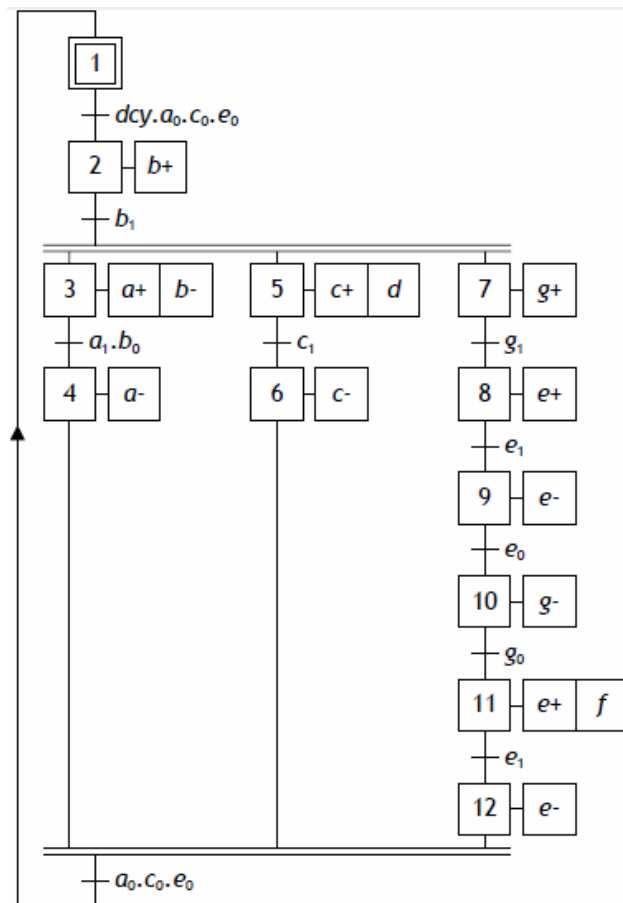 1
dcy.a₀.c₀.e₀
2 b+
b₁
3 a+ b- 5 c+ d 7 g+
a₁.b₀ c₁ g₁
4 a- 6 c- 8 e+
e₁
9 e-
e₀
10 g-
g₀
11 e+ f
e₁
12 e-
a₀.c₀.e₀